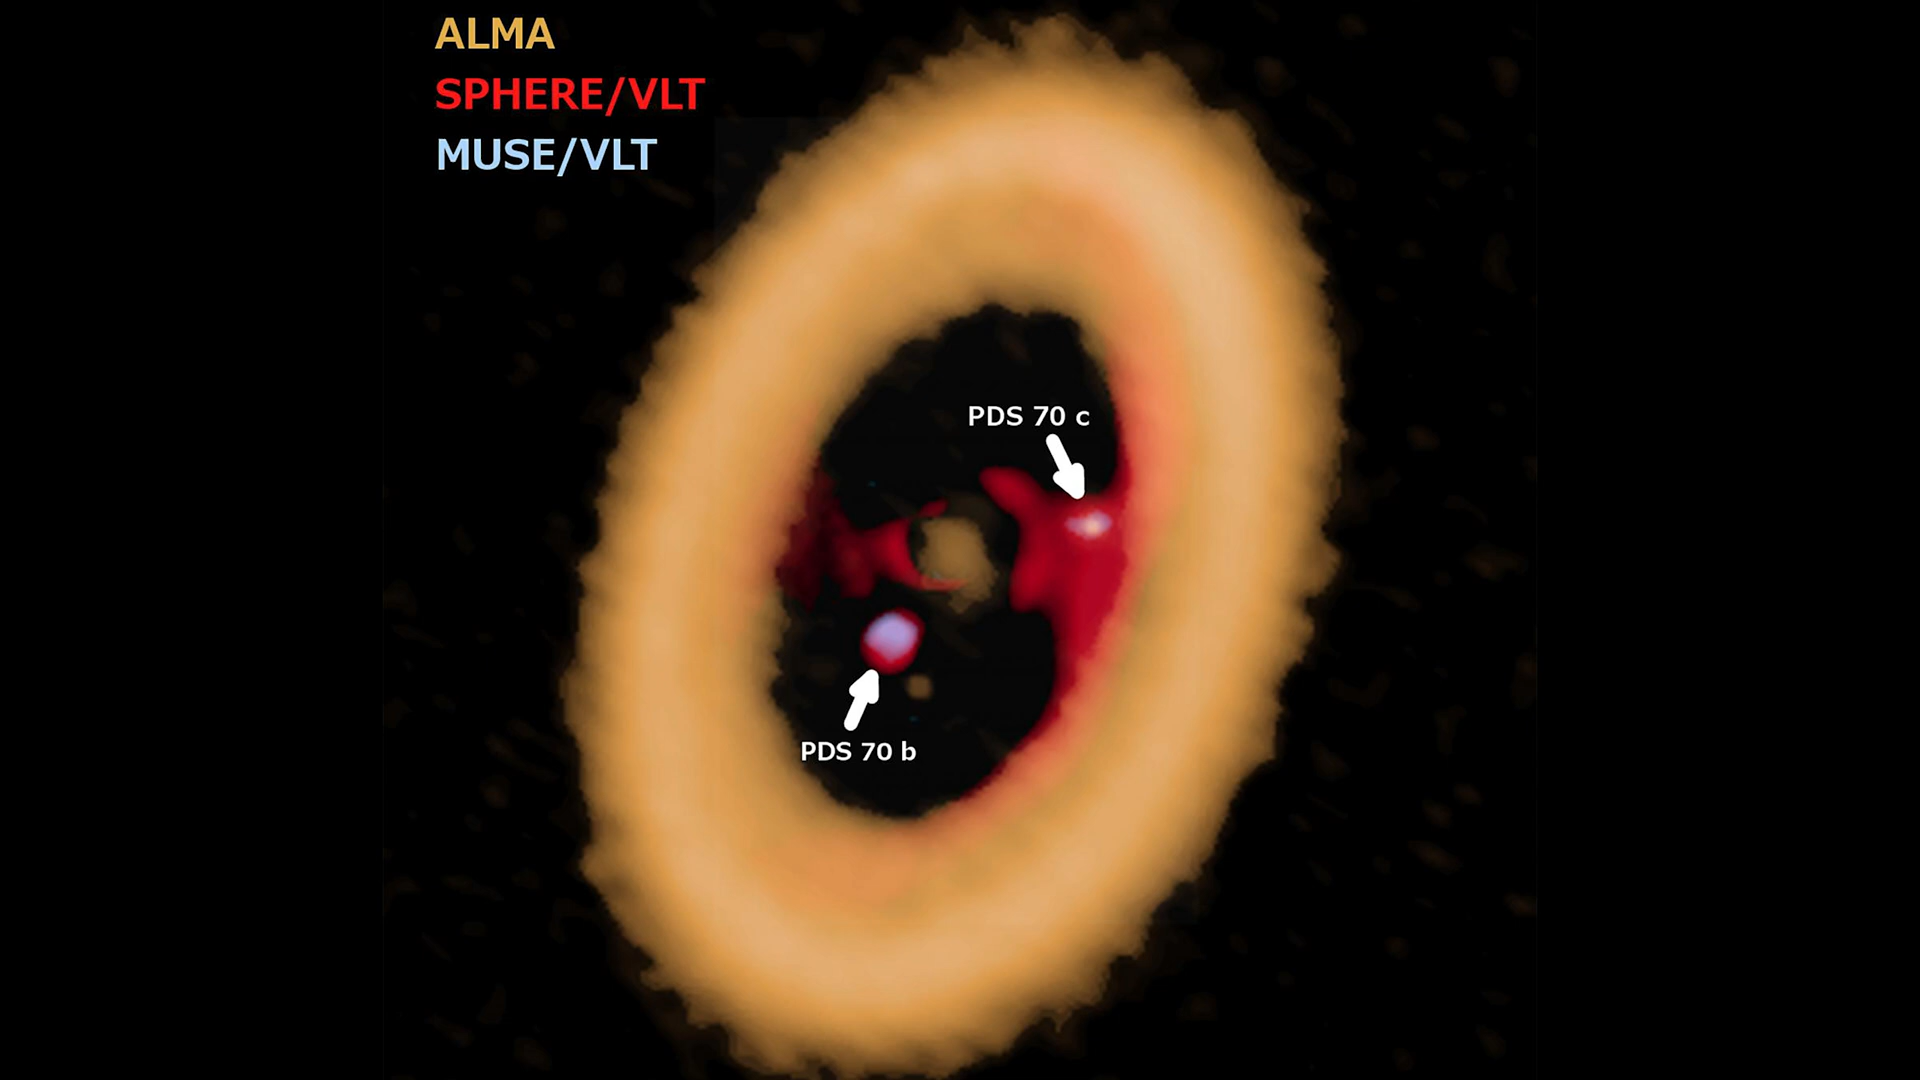 ALMA
SPHERE/VLT
MUSE/VLT
PDS 70 c
PDS 70 b